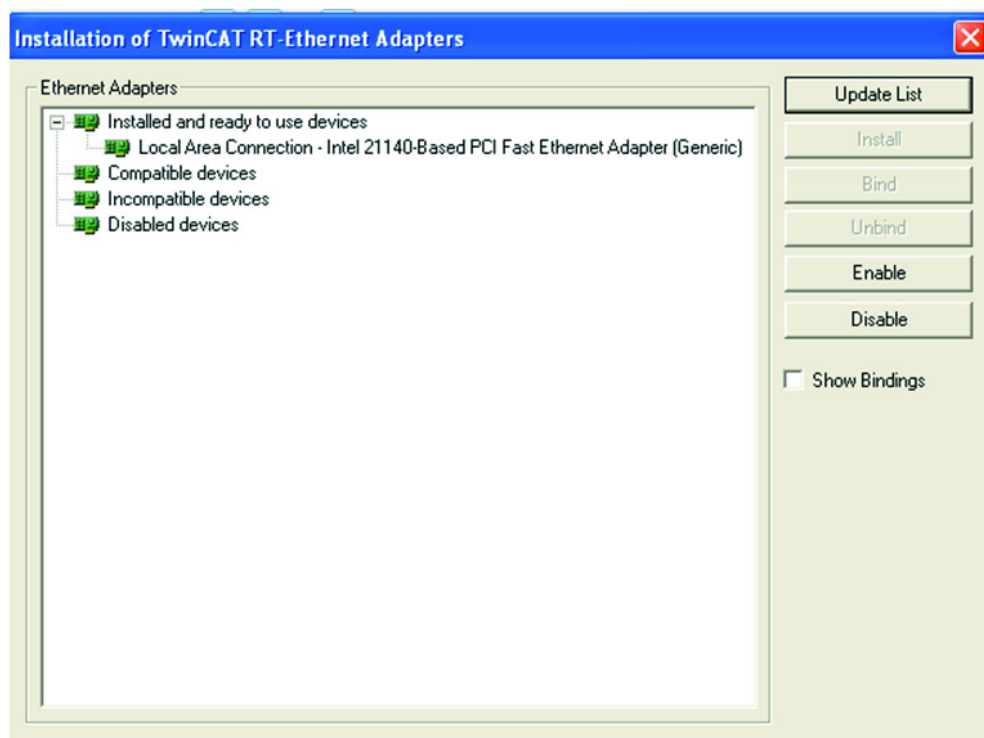 Installation of TwinCAT RT-Ethernet Adapters
Ethernet Adapters
Installed and ready to use devices
Local Area Connection - Intel 21140-Based PCI Fast Ethernet Adapter (Generic)
Compatible devices
Incompatible devices
Disabled devices
Update List
Install
Bind
Unbind
Enable
Disable
Show Bindings